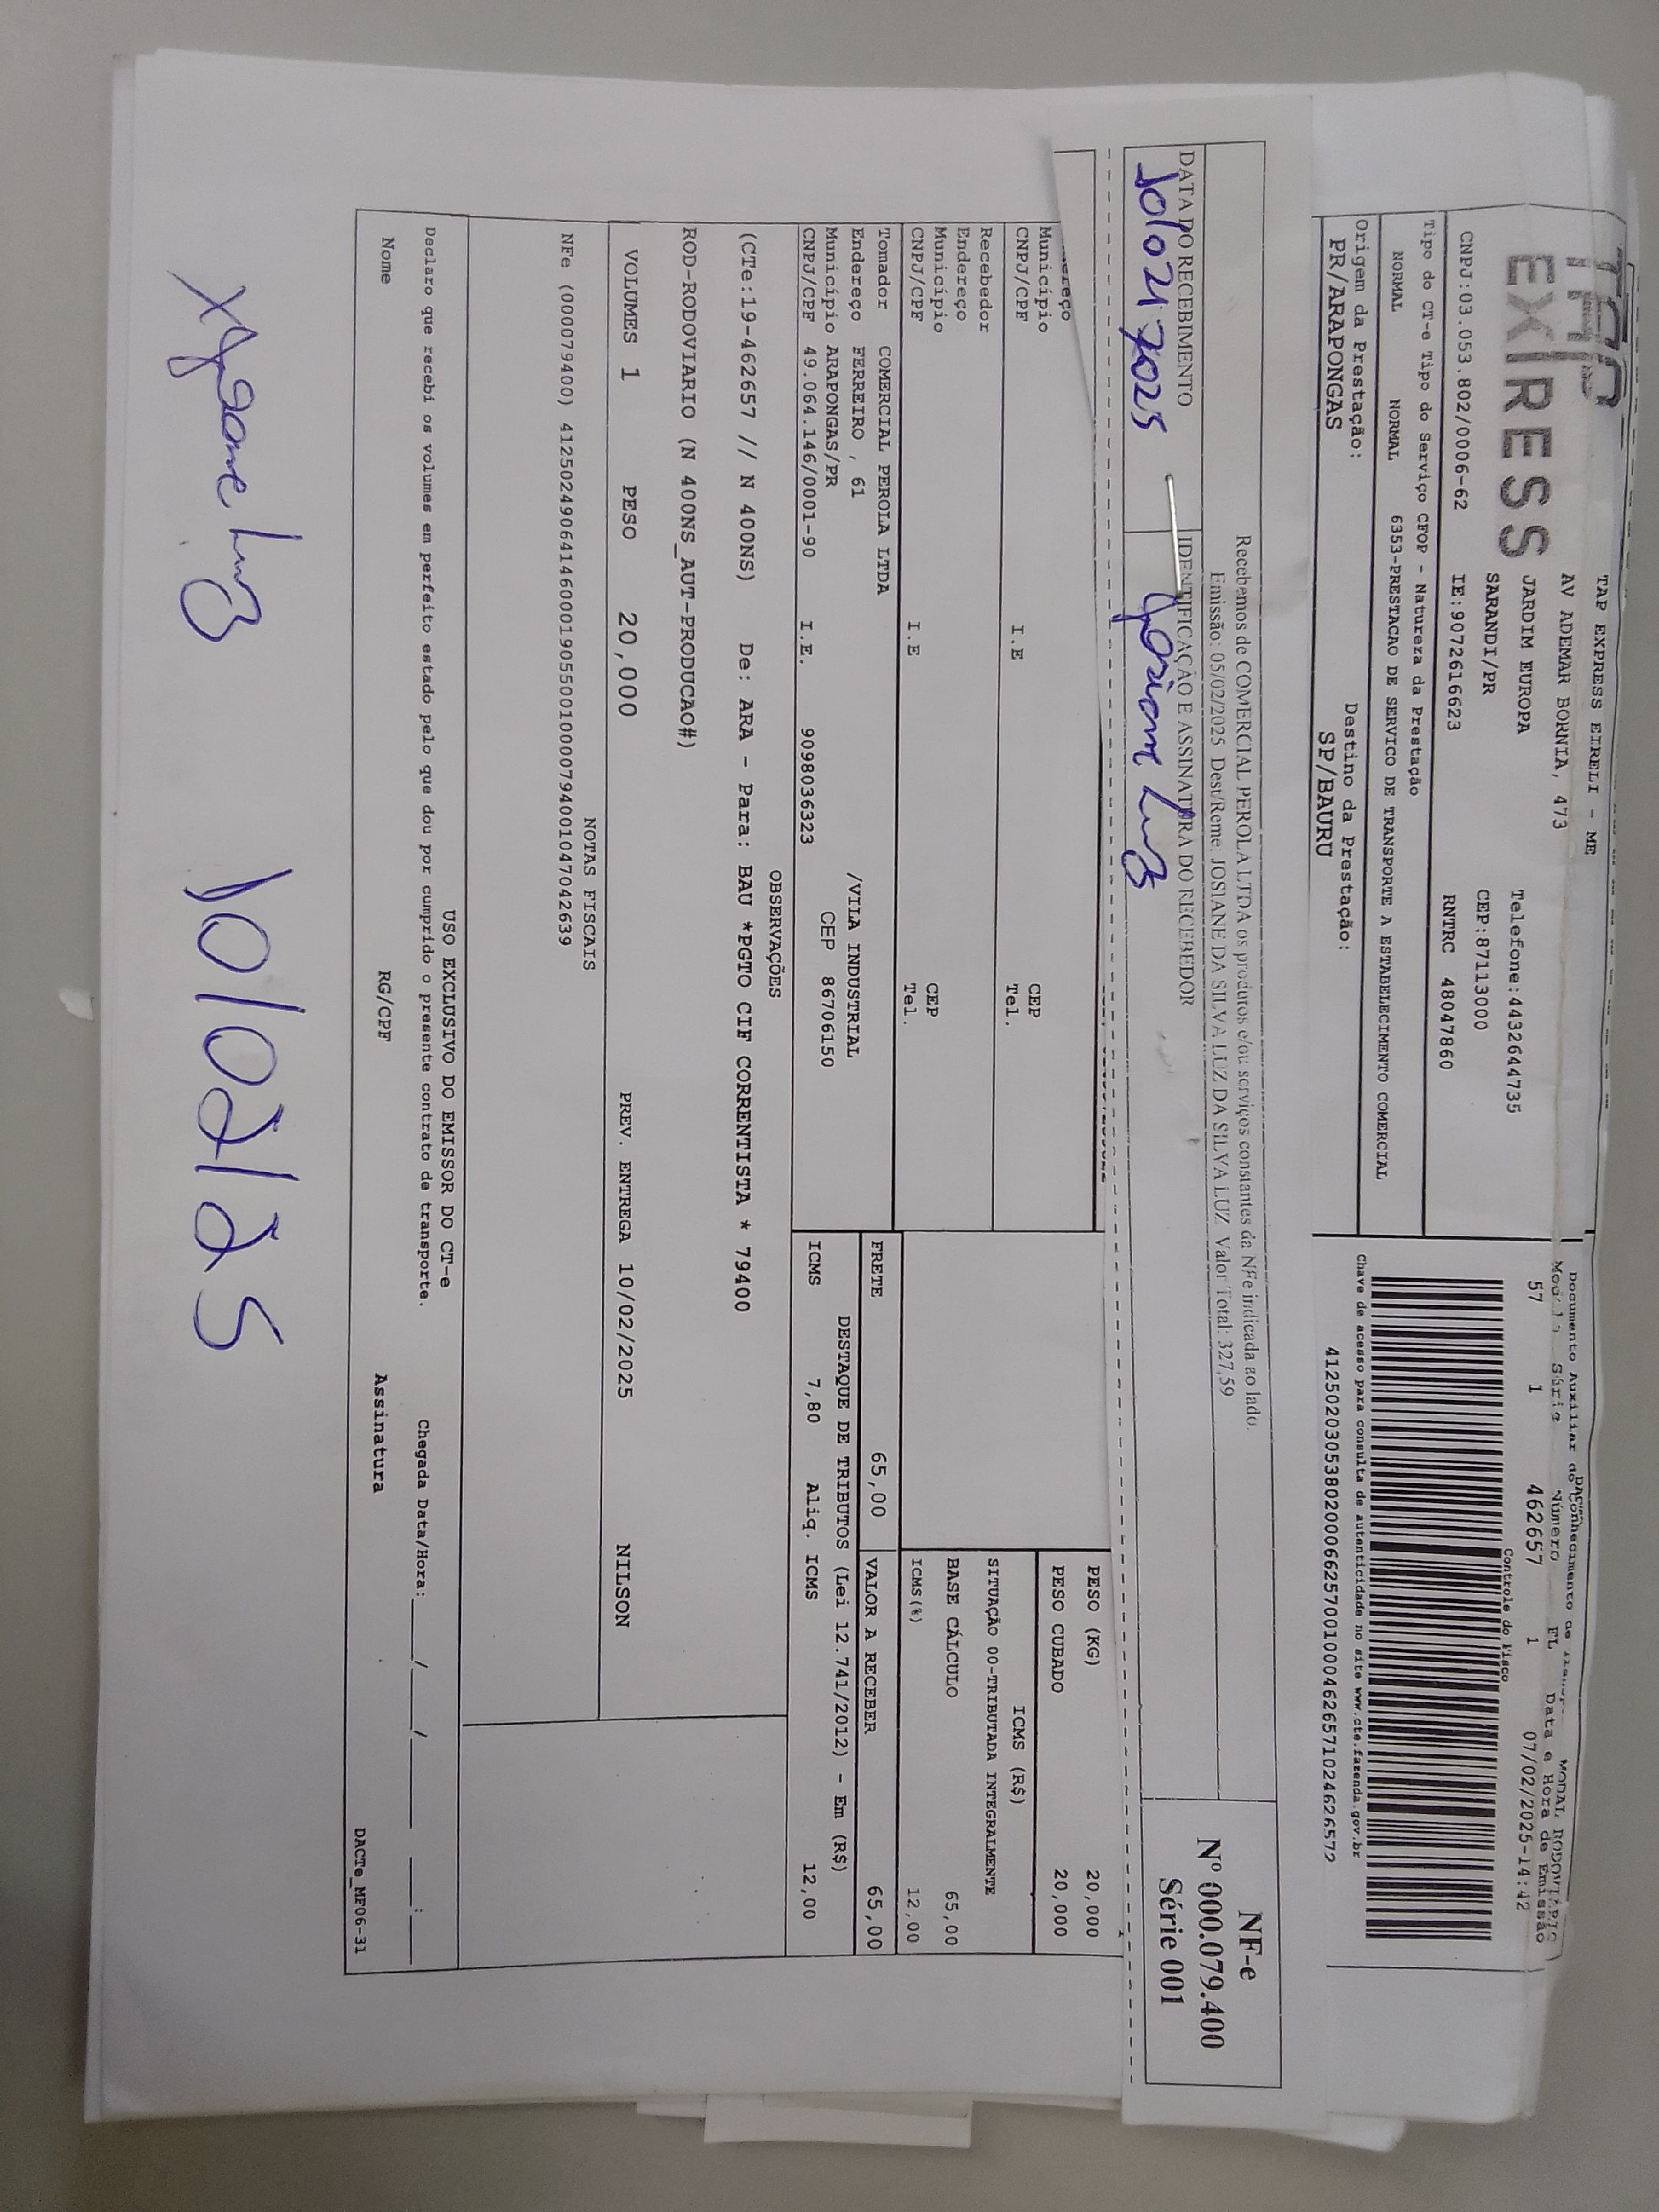 TAP EXPRESS EIRELI - ME
AV ADEMAR BORNIA, 473
JARDIM EUROPA Telefone:4432644735
SARANDI/PR CEP:87113000
CNPJ:03.053.802/0006-62 IE:9072616623 RNTRC 48047860
EXPRESS
Tipo do CT-e Tipo do Serviço CFOP - Natureza da Prestação
NORMAL NORMAL 6353-PRESTACAO DE SERVICO DE TRANSPORTE A ESTABELECIMENTO COMERCIAL
Origem da Prestação: Destino da Prestação:
PR/ARAPONGAS SP/BAURU
Documento Auxiliar do Conhecimento de
MODAL RODOVIARIO
Modelo Série Número FL Data e Hora de Emissão
57 1 462657 1 07/02/2025-14:42
Controle do Fisco
Chave de acesso para consulta de autenticidade no site www.cte.fazenda.gov.br
41250203053802000662570010004626571024626572
Recebemos de COMERCIAL PEROLA LTDA os produtos e/ou serviços constantes da NFe indicada ao lado.
Emissão: 05/02/2025 Dest/Reme: JOSIANE DA SILVA LUZ DA SILVA LUZ Valor Total: 327,59
DATA DO RECEBIMENTO IDENTIFICAÇÃO E ASSINATURA DO RECEBEDOR
10/02/2025 Josiane Luz
NF-e
Nº 000.079.400
Série 001
Município CEP
CNPJ/CPF I.E Tel.
Recebedor
Endereço
Município CEP
CNPJ/CPF I.E Tel.
PESO (KG) 20,000
PESO CUBADO 20,000
ICMS (R$)
SITUAÇÃO 00-TRIBUTADA INTEGRALMENTE
BASE CÁLCULO 65,00
ICMS(%) 12,00
Tomador COMERCIAL PEROLA LTDA
Endereço FERREIRO , 61 /VILA INDUSTRIAL
Município ARAPONGAS/PR CEP 86706150
CNPJ/CPF 49.064.146/0001-90 I.E. 9098036323
FRETE 65,00 VALOR A RECEBER 65,00
DESTAQUE DE TRIBUTOS (Lei 12.741/2012) - Em (R$)
ICMS 7,80 Aliq. ICMS 12,00
OBSERVAÇÕES
(CTe:19-462657 // N 400NS) De: ARA - Para: BAU *PGTO CIF CORRENTISTA * 79400
ROD-RODOVIARIO (N 400NS_AUT-PRODUCAO#)
VOLUMES 1 PESO 20,000 PREV. ENTREGA 10/02/2025 NILSON
NOTAS FISCAIS
NFe (000079400) 41250249064146000190550010000794001047042639
USO EXCLUSIVO DO EMISSOR DO CT-e
Declaro que recebi os volumes em perfeito estado pelo que dou por cumprido o presente contrato de transporte. Chegada Data/Hora:____/____/____ ____:____
Nome RG/CPF Assinatura
DACTe_MF06-31
10/02/25